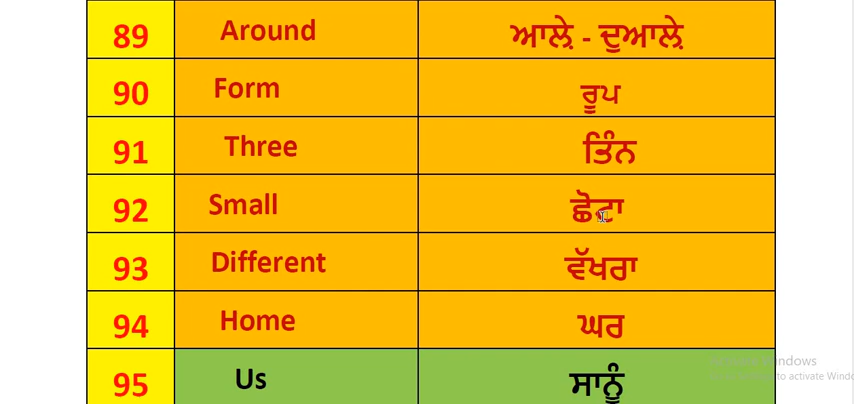 89 Around ਆਲੇ਼ - ਦੁਆਲੇ਼
90 Form ਰੂਪ
91 Three ਤਿੰਨ
92 Small ਛੋਟਾ
93 Different ਵੱਖਰਾ
94 Home ਘਰ
95 Us ਸਾਨੂੰ